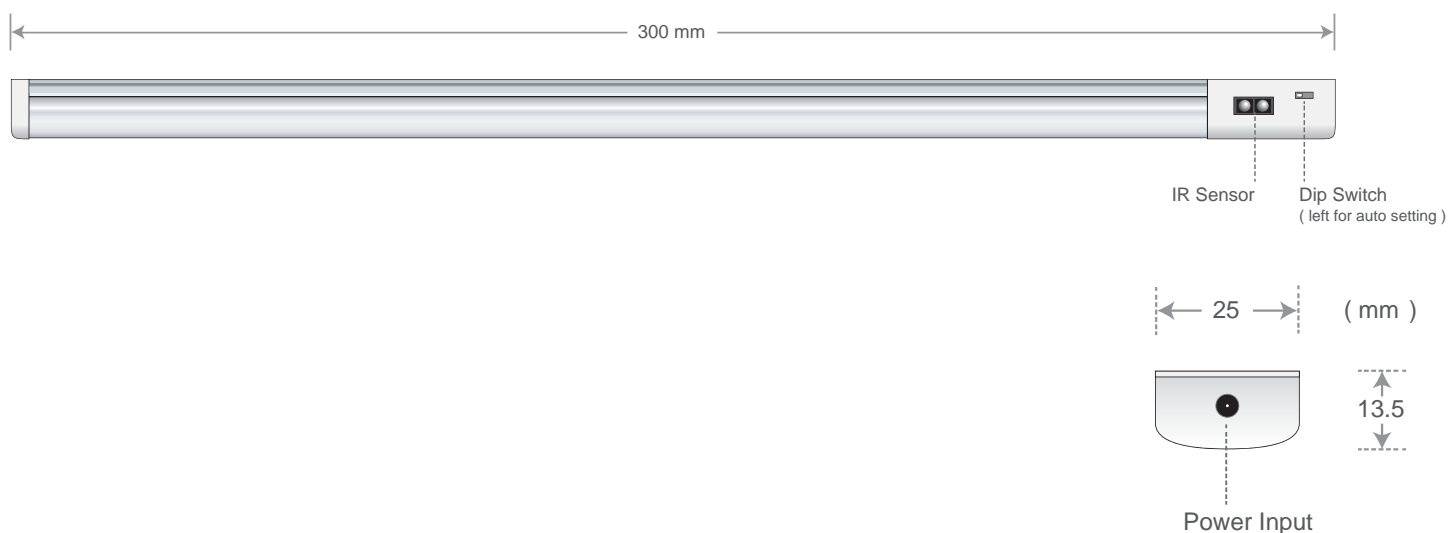 300 mm
IR Sensor
Dip Switch
( left for auto setting )
25
( mm )
13.5
Power Input